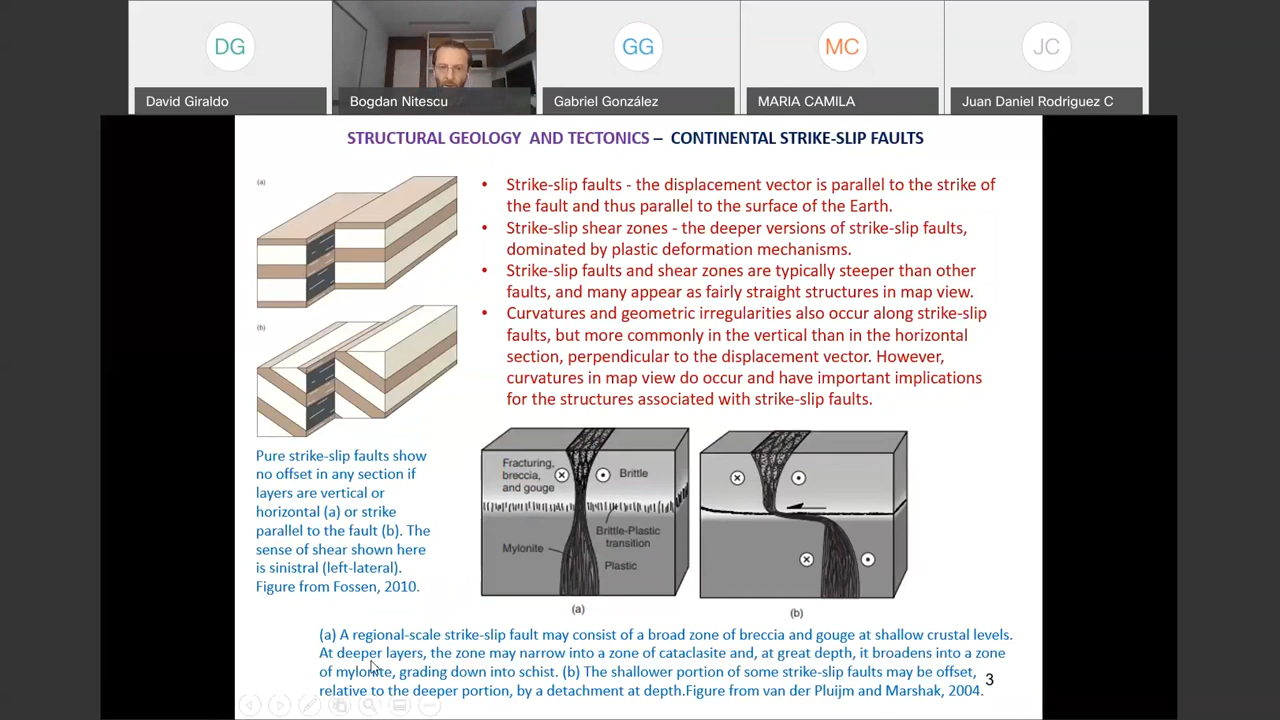 DG
GG
MC
JC
David Giraldo
Bogdan Nitescu
Gabriel González
MARIA CAMILA
Juan Daniel Rodriguez C
STRUCTURAL GEOLOGY AND TECTONICS – CONTINENTAL STRIKE-SLIP FAULTS
(a)
(b)
• Strike-slip faults - the displacement vector is parallel to the strike of
the fault and thus parallel to the surface of the Earth.
• Strike-slip shear zones - the deeper versions of strike-slip faults,
dominated by plastic deformation mechanisms.
• Strike-slip faults and shear zones are typically steeper than other
faults, and many appear as fairly straight structures in map view.
• Curvatures and geometric irregularities also occur along strike-slip
faults, but more commonly in the vertical than in the horizontal
section, perpendicular to the displacement vector. However,
curvatures in map view do occur and have important implications
for the structures associated with strike-slip faults.
Pure strike-slip faults show
no offset in any section if
layers are vertical or
horizontal (a) or strike
parallel to the fault (b). The
sense of shear shown here
is sinistral (left-lateral).
Figure from Fossen, 2010.
Fracturing,
breccia,
and gouge
Brittle
Brittle-Plastic
transition
Mylonite
Plastic
(a)
(b)
(a) A regional-scale strike-slip fault may consist of a broad zone of breccia and gouge at shallow crustal levels.
At deeper layers, the zone may narrow into a zone of cataclasite and, at great depth, it broadens into a zone
of mylonite, grading down into schist. (b) The shallower portion of some strike-slip faults may be offset,
relative to the deeper portion, by a detachment at depth.Figure from van der Pluijm and Marshak, 2004.
3